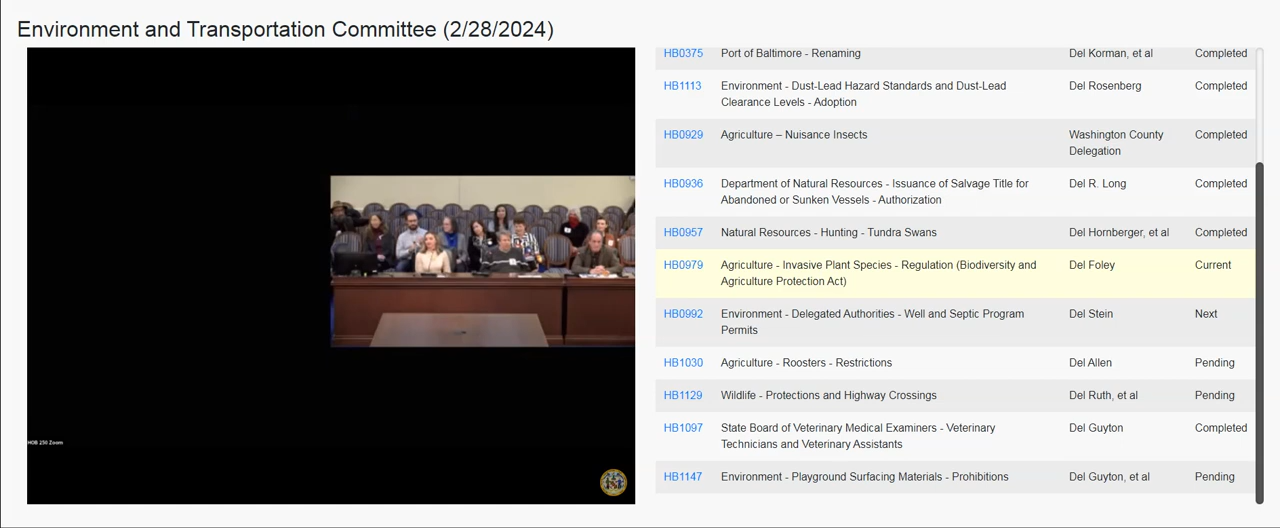 Environment and Transportation Committee (2/28/2024)
HB0375 Port of Baltimore - Renaming Del Korman, et al Completed
HB1113 Environment - Dust-Lead Hazard Standards and Dust-Lead Del Rosenberg Completed
Clearance Levels - Adoption
HB0929 Agriculture – Nuisance Insects Washington County Completed
Delegation
HB0936 Department of Natural Resources - Issuance of Salvage Title for Del R. Long Completed
Abandoned or Sunken Vessels - Authorization
HB0957 Natural Resources - Hunting - Tundra Swans Del Hornberger, et al Completed
HB0979 Agriculture - Invasive Plant Species - Regulation (Biodiversity and Del Foley Current
Agriculture Protection Act)
HB0992 Environment - Delegated Authorities - Well and Septic Program Del Stein Next
Permits
HB1030 Agriculture - Roosters - Restrictions Del Allen Pending
HB1129 Wildlife - Protections and Highway Crossings Del Ruth, et al Pending
HB1097 State Board of Veterinary Medical Examiners - Veterinary Del Guyton Completed
Technicians and Veterinary Assistants
HB1147 Environment - Playground Surfacing Materials - Prohibitions Del Guyton, et al Pending
HOB 250 Zoom